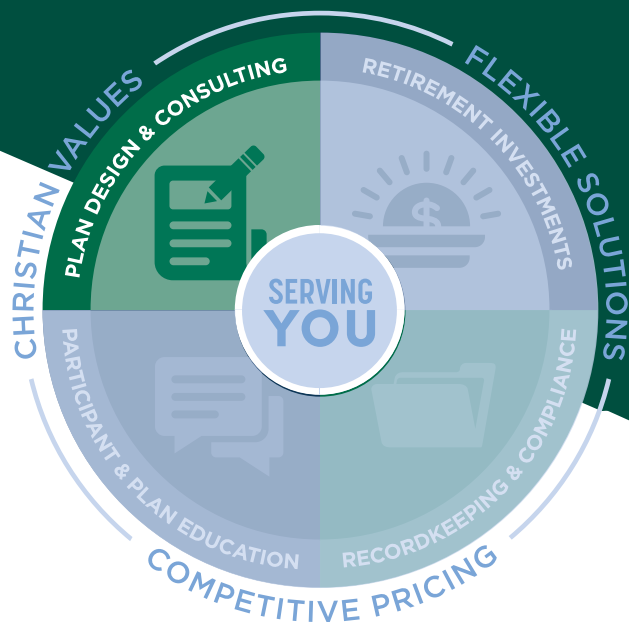 CHRISTIAN VALUES
FLEXIBLE SOLUTIONS
PLAN DESIGN & CONSULTING
RETIREMENT INVESTMENTS
$
SERVING
YOU
PARTICIPANT & PLAN EDUCATION
RECORDKEEPING & COMPLIANCE
COMPETITIVE PRICING